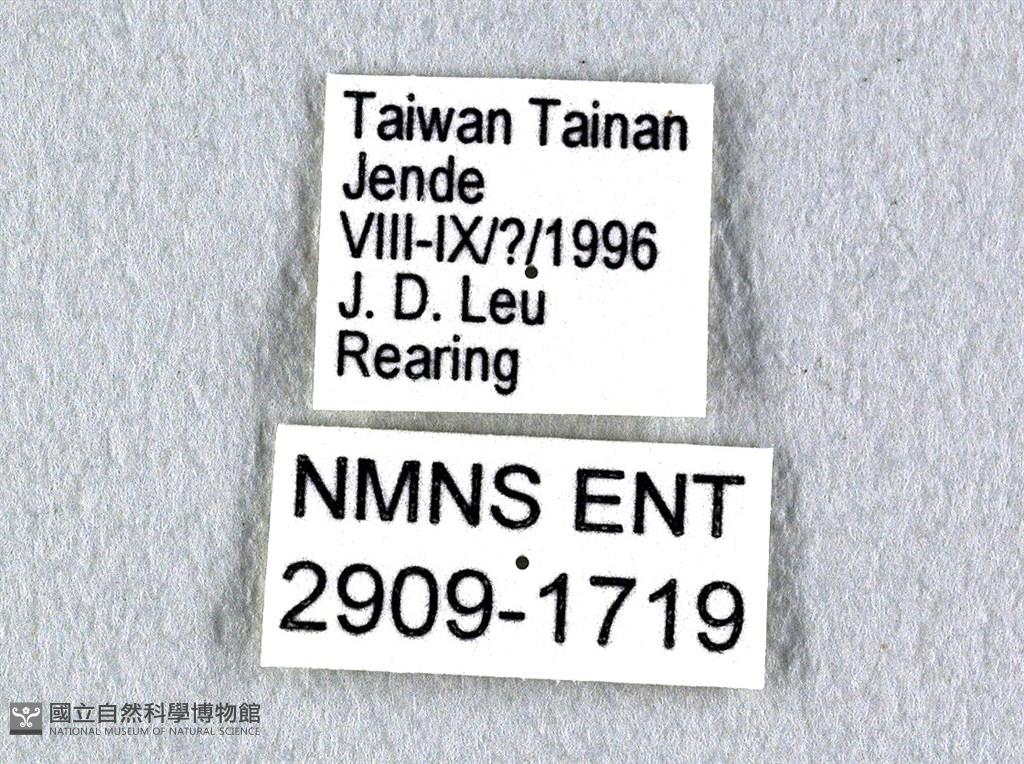 Taiwan Tainan
Jende
VIII-IX/?/1996
J. D. Leu
Rearing
NMNS ENT
2909-1719
國立自然科學博物館
NATIONAL MUSEUM OF NATURAL SCIENCE